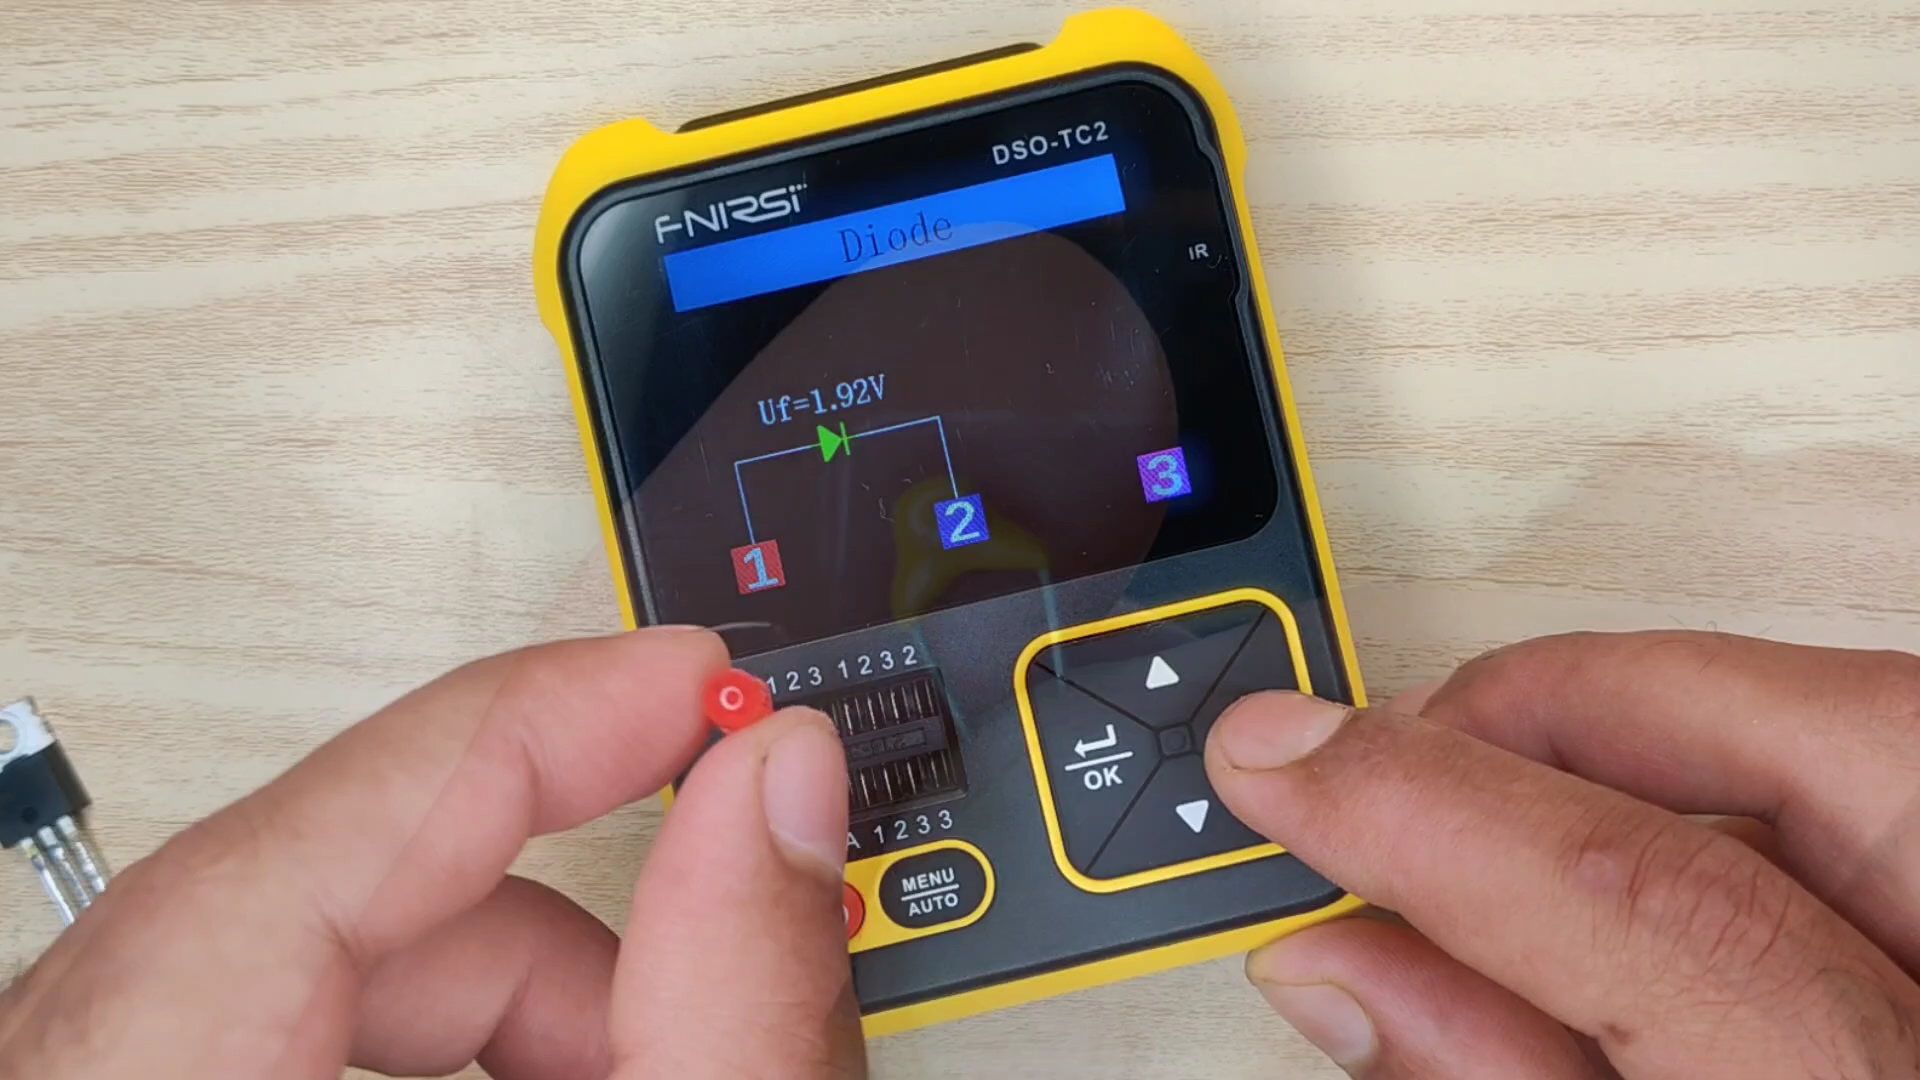 DSO-TC2
FNIRSI
Diode
IR
Uf=1.92V
1
2
3
1 2 3 1 2 3 2
OK
A 1 2 3 3
MENU
AUTO